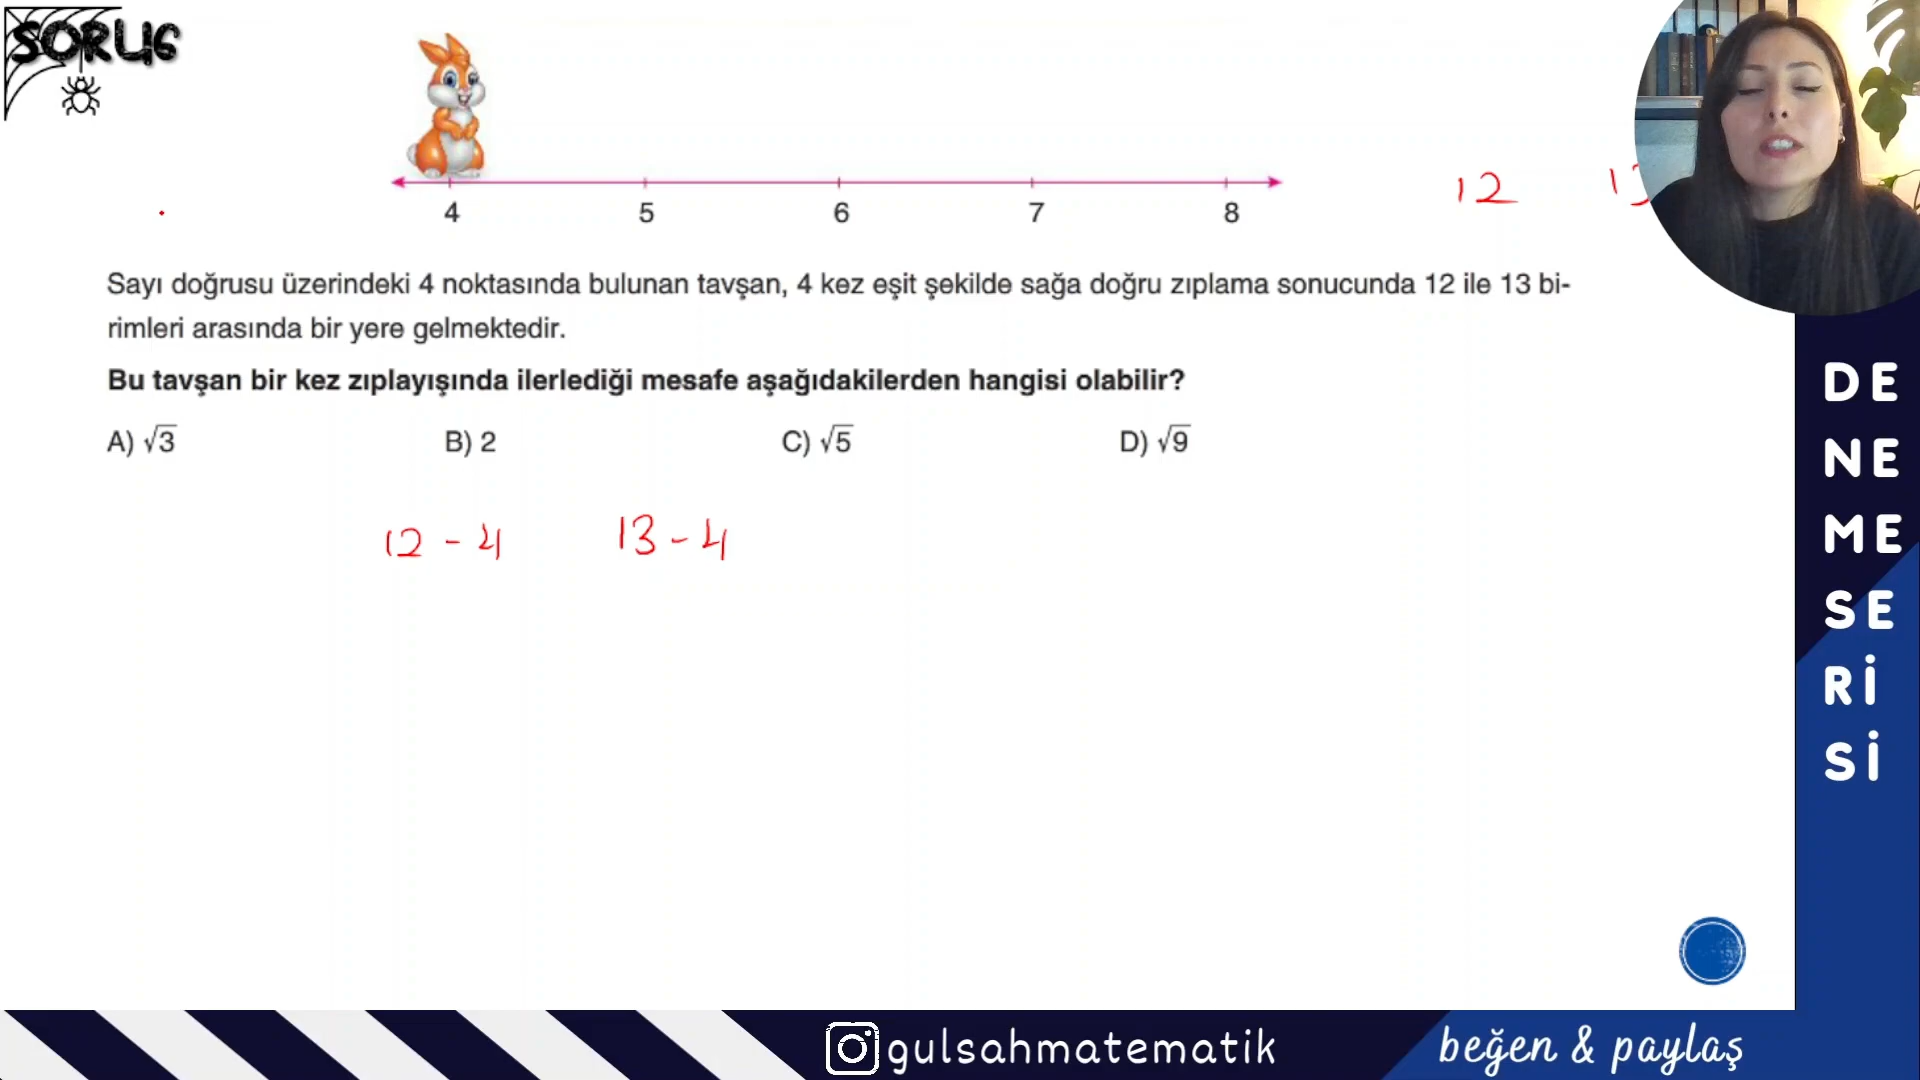 SORU6
12
4 5 6 7 8
Sayı doğrusu üzerindeki 4 noktasında bulunan tavşan, 4 kez eşit şekilde sağa doğru zıplama sonucunda 12 ile 13 bi-
rimleri arasında bir yere gelmektedir.
Bu tavşan bir kez zıplayışında ilerlediği mesafe aşağıdakilerden hangisi olabilir?
A) √3 B) 2 C) √5 D) √9
12 - 4 13 - 4
DE
NE
ME
SE
Rİ
Sİ
gulsahmatematik
beğen & paylaş